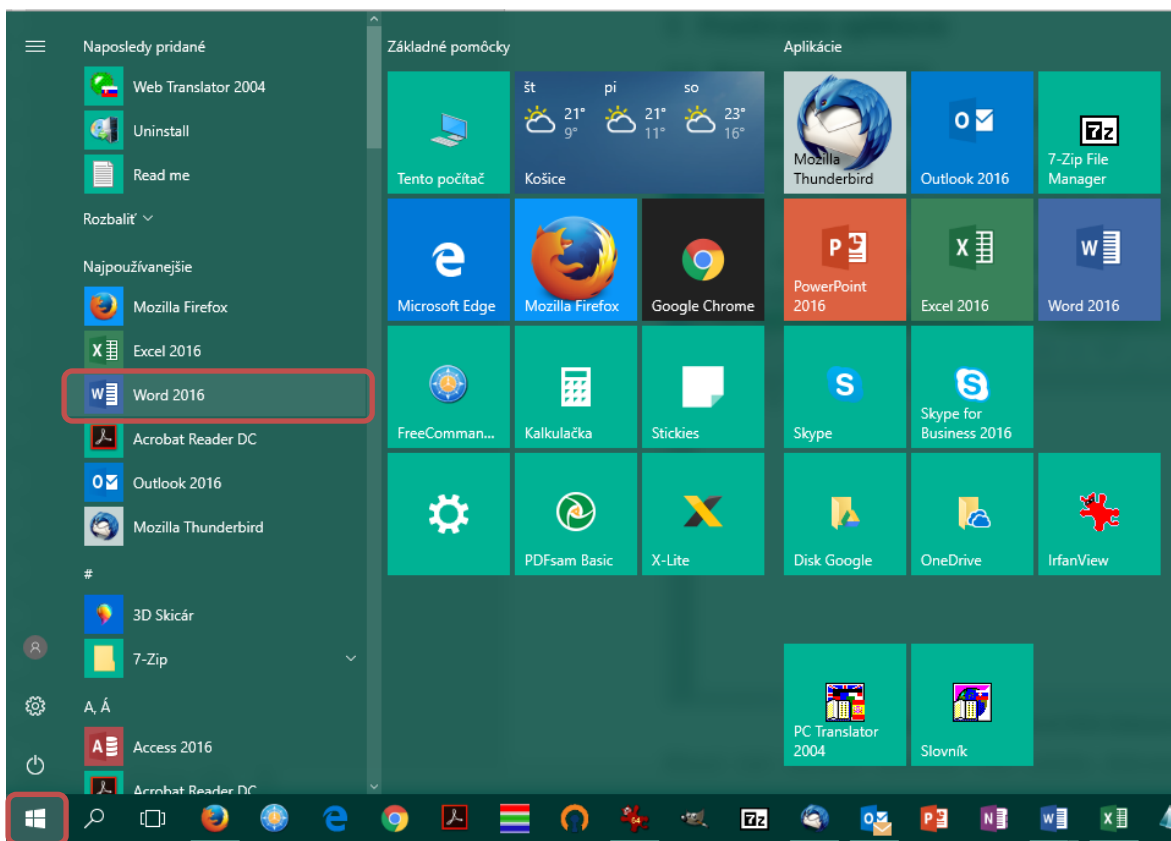 Naposledy pridané
Web Translator 2004
Uninstall
Read me
Rozbaliť
Najpoužívanejšie
Mozilla Firefox
Excel 2016
Word 2016
Acrobat Reader DC
Outlook 2016
Mozilla Thunderbird
#
3D Skicár
7-Zip
A, Á
Access 2016
Acrobat Reader DC
Základné pomôcky
Tento počítač
št pi so
21° 21° 23°
9° 11° 16°
Košice
Microsoft Edge
Mozilla Firefox
Google Chrome
FreeComman...
Kalkulačka
Stickies
PDFsam Basic
X-Lite
Aplikácie
Mozilla
Thunderbird
Outlook 2016
7-Zip File
Manager
PowerPoint
2016
Excel 2016
Word 2016
Skype
Skype for
Business 2016
Disk Google
OneDrive
IrfanView
PC Translator
2004
Slovník